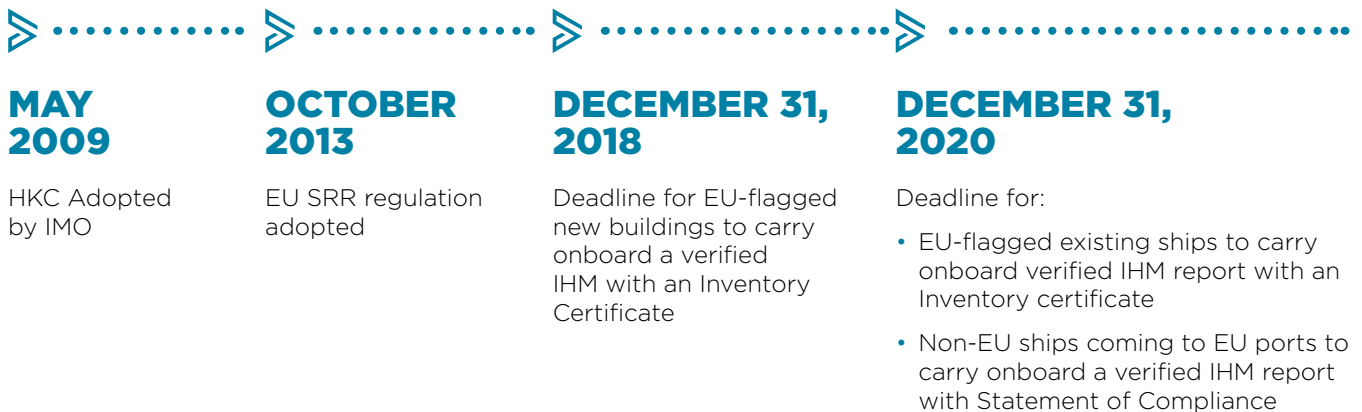 MAY
2009
HKC Adopted
by IMO
OCTOBER
2013
EU SRR regulation
adopted
DECEMBER 31,
2018
Deadline for EU-flagged
new buildings to carry
onboard a verified
IHM with an Inventory
Certificate
DECEMBER 31,
2020
Deadline for:
• EU-flagged existing ships to carry
onboard verified IHM report with an
Inventory certificate
• Non-EU ships coming to EU ports to
carry onboard a verified IHM report
with Statement of Compliance